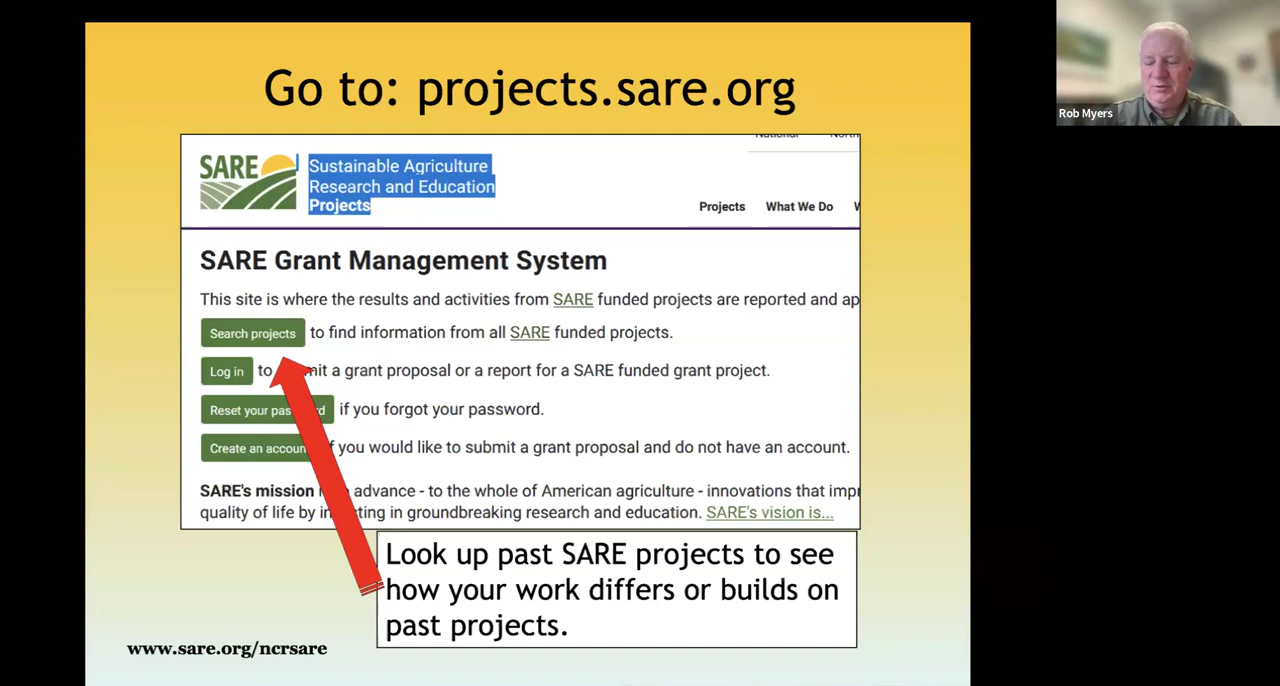 Go to: projects.sare.org
Rob Myers
SARE
Sustainable Agriculture
Research and Education
Projects
Projects What We Do
SARE Grant Management System
This site is where the results and activities from SARE funded projects are reported and ap
Search projects to find information from all SARE funded projects.
Log in to mit a grant proposal or a report for a SARE funded grant project.
Reset your pas d if you forgot your password.
Create an accoun f you would like to submit a grant proposal and do not have an account.
SARE's mission advance - to the whole of American agriculture - innovations that impr
quality of life by in ting in groundbreaking research and education. SARE's vision is...
Look up past SARE projects to see
how your work differs or builds on
past projects.
www.sare.org/ncrsare